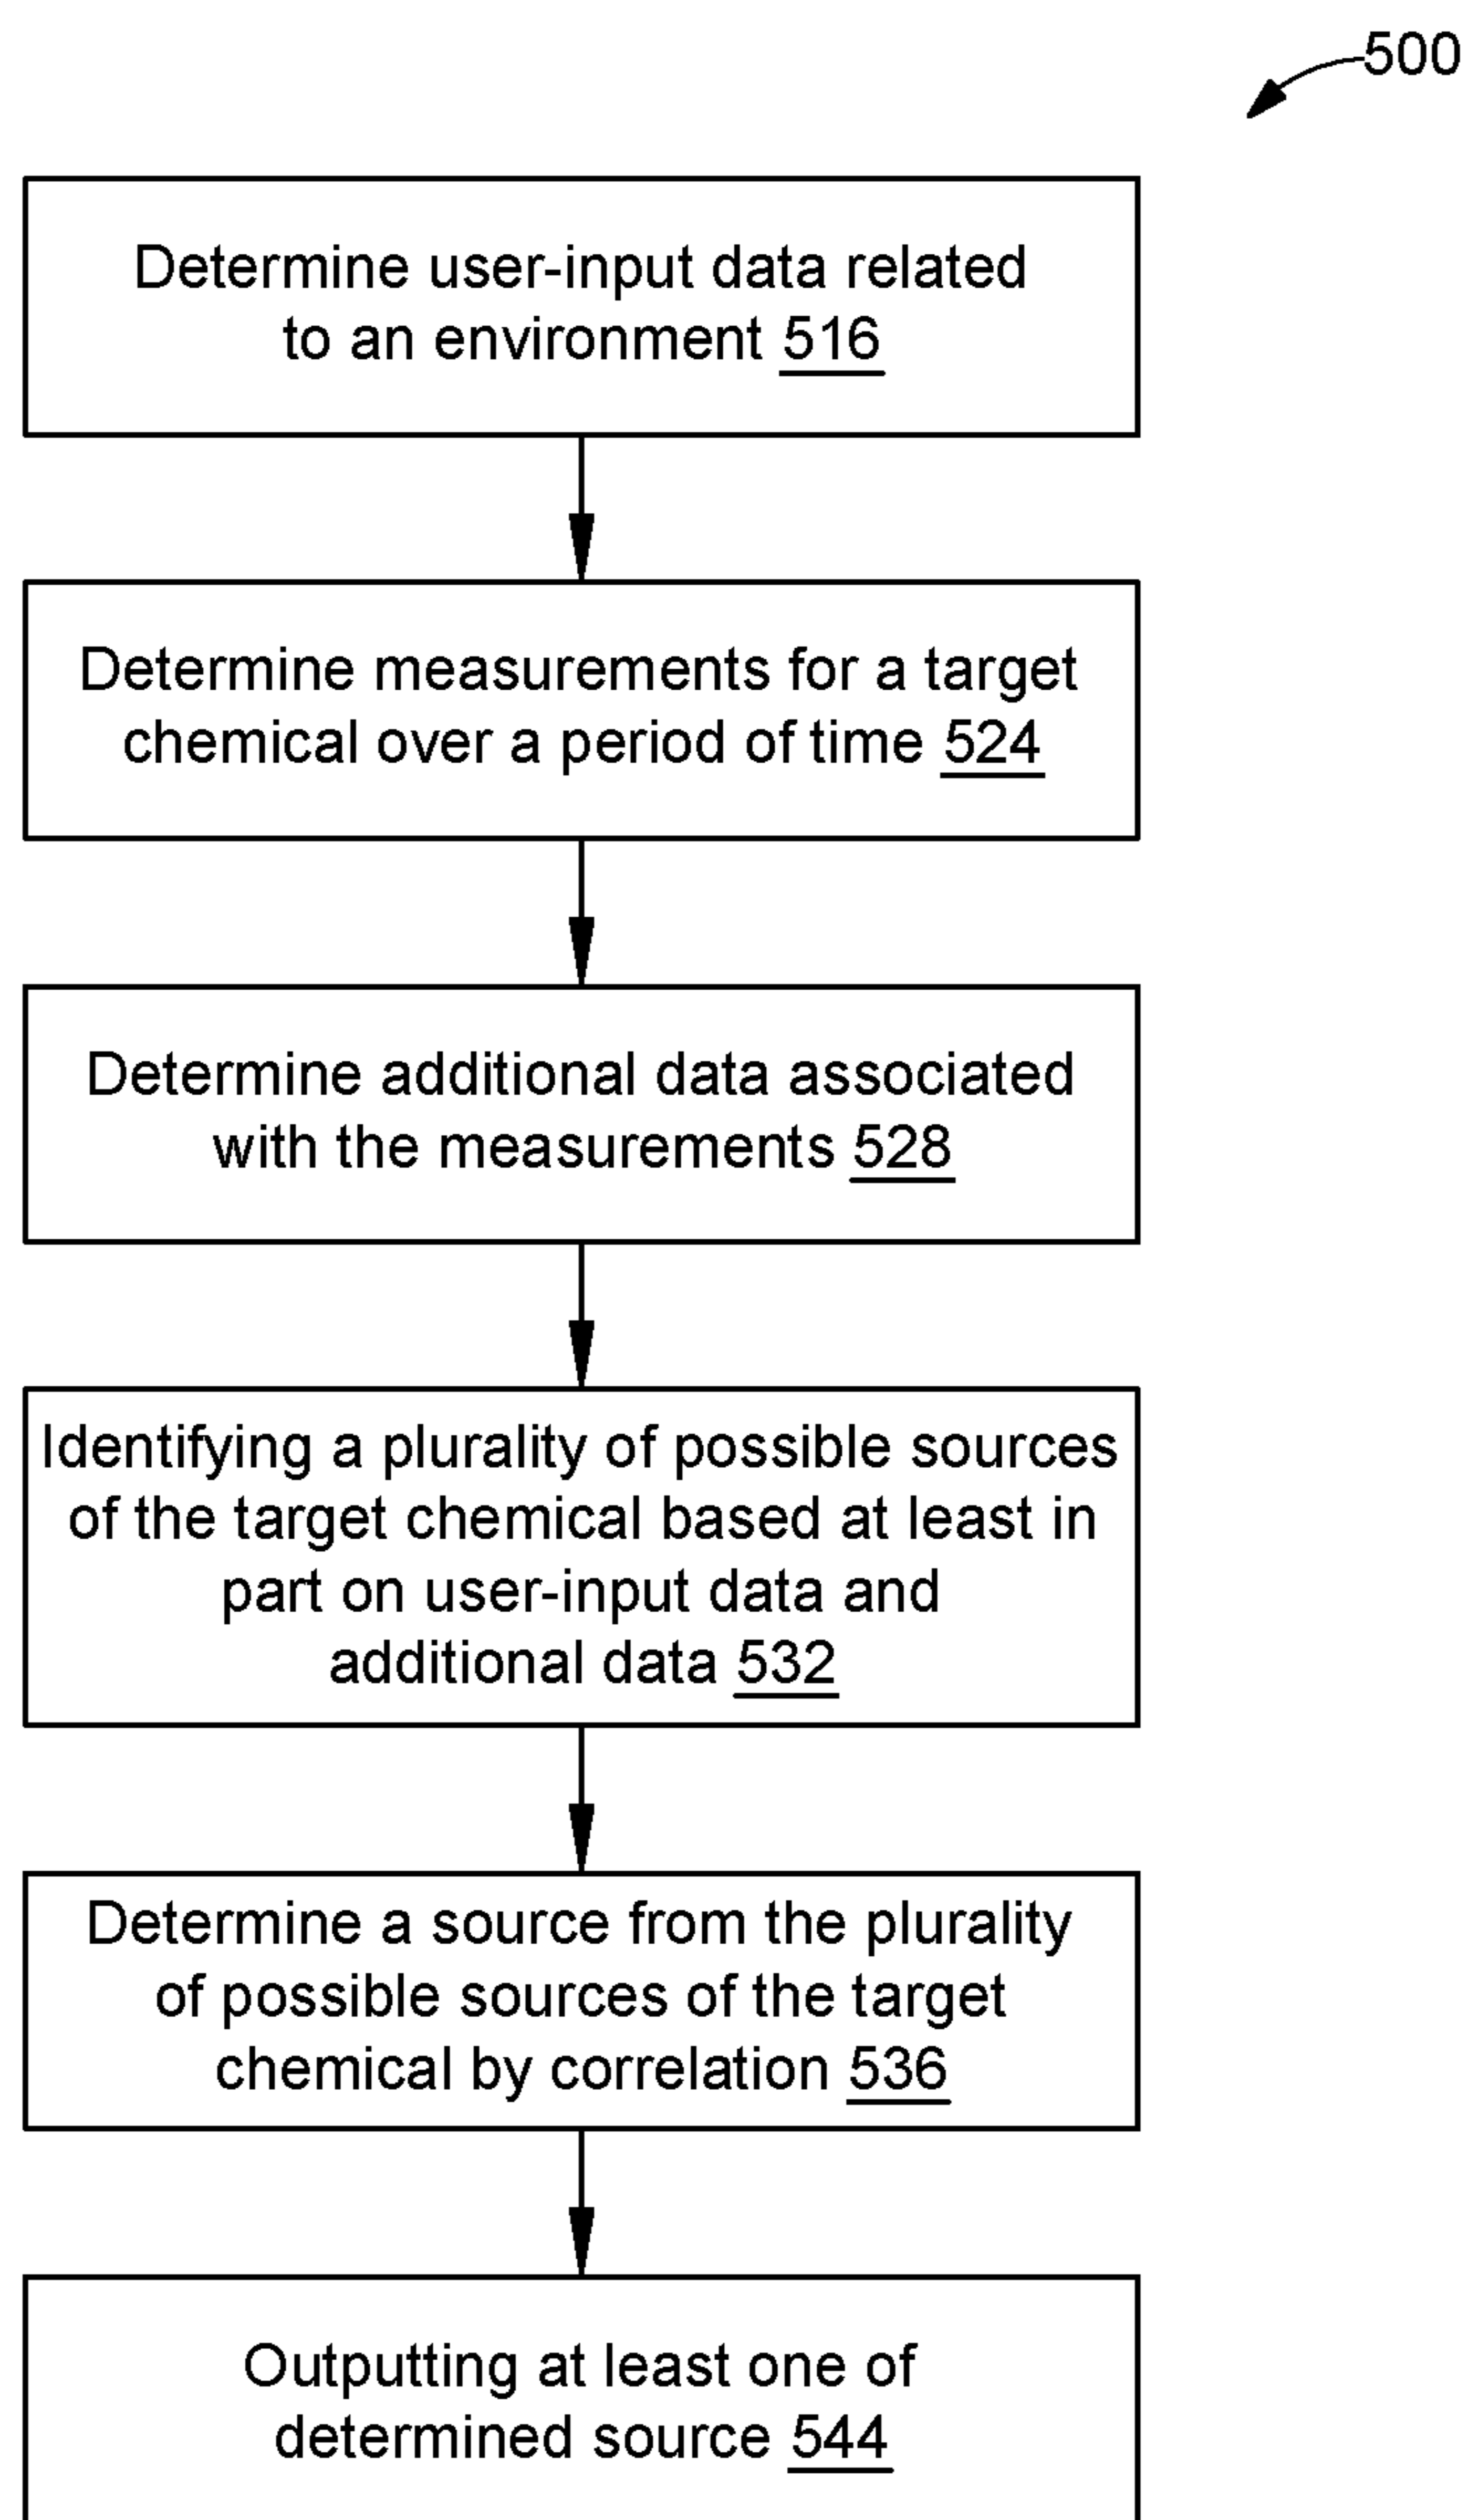 500
Determine user-input data related
to an environment 516
Determine measurements for a target
chemical over a period of time 524
Determine additional data associated
with the measurements 528
Identifying a plurality of possible sources
of the target chemical based at least in
part on user-input data and
additional data 532
Determine a source from the plurality
of possible sources of the target
chemical by correlation 536
Outputting at least one of
determined source 544